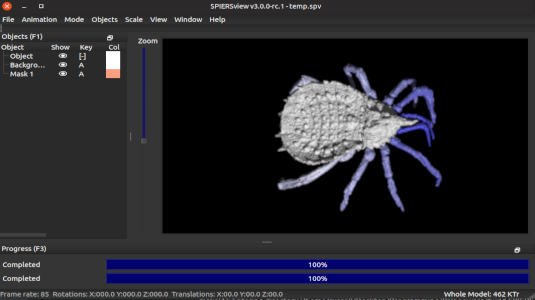 SPIERSview v3.0.0-rc.1 - temp.spv
File Animation Mode Objects Scale View Window Help
Objects (F1)
Object Show Key Col
Object [-]
Backgro... A
Mask 1 A
Zoom
Progress (F3)
Completed 100%
Completed 100%
Frame rate: 85 Rotations: X:000.0 Y:000.0 Z:000.0 Translations: X:00.0 Y:00.0 Z:00.0 Whole Model: 462 KTr